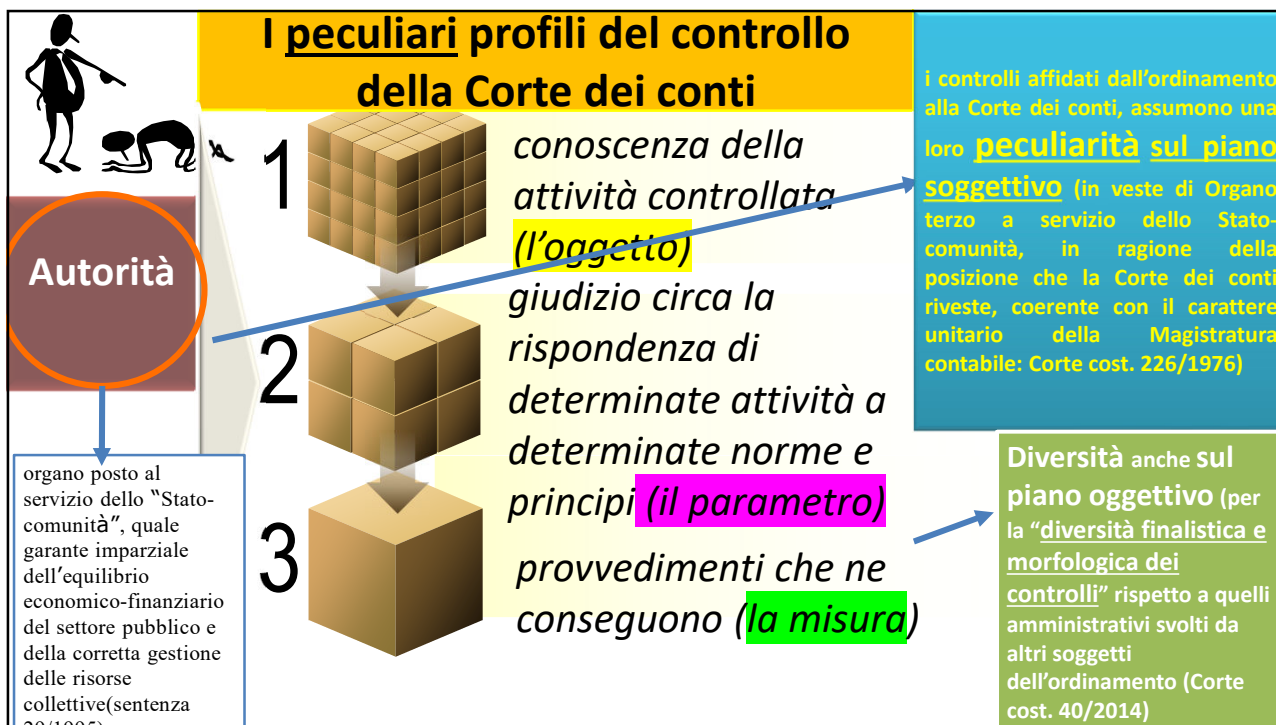 I peculiari profili del controllo
della Corte dei conti
Autorità
organo posto al
servizio dello “Stato-
comunità”, quale
garante imparziale
dell’equilibrio
economico-finanziario
del settore pubblico e
della corretta gestione
delle risorse
collettive(sentenza
1
conoscenza della
attività controllata
(l’oggetto)
2
giudizio circa la
rispondenza di
determinate attività a
determinate norme e
principi (il parametro)
3
provvedimenti che ne
conseguono (la misura)
i controlli affidati dall’ordinamento
alla Corte dei conti, assumono una
loro peculiarità sul piano
soggettivo (in veste di Organo
terzo a servizio dello Stato-
comunità, in ragione della
posizione che la Corte dei conti
riveste, coerente con il carattere
unitario della Magistratura
contabile: Corte cost. 226/1976)
Diversità anche sul
piano oggettivo (per
la “diversità finalistica e
morfologica dei
controlli” rispetto a quelli
amministrativi svolti da
altri soggetti
dell’ordinamento (Corte
cost. 40/2014)